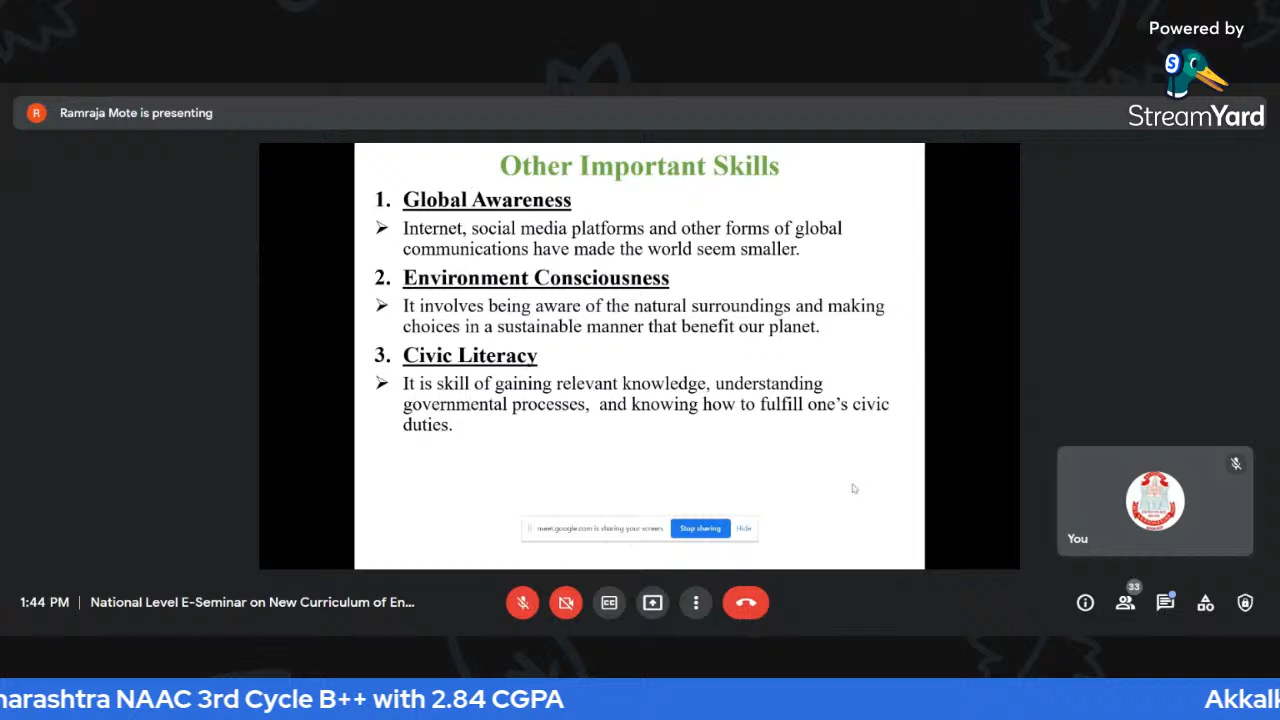 Powered by
StreamYard
R
Ramraja Mote is presenting
Other Important Skills
1. Global Awareness
➢ Internet, social media platforms and other forms of global
communications have made the world seem smaller.
2. Environment Consciousness
➢ It involves being aware of the natural surroundings and making
choices in a sustainable manner that benefit our planet.
3. Civic Literacy
➢ It is skill of gaining relevant knowledge, understanding
governmental processes, and knowing how to fulfill one's civic
duties.
meet.google.com is sharing your screen.
Stop sharing
Hide
You
1:44 PM | National Level E-Seminar on New Curriculum of En...
33
harashtra NAAC 3rd Cycle B++ with 2.84 CGPA
Akkalk